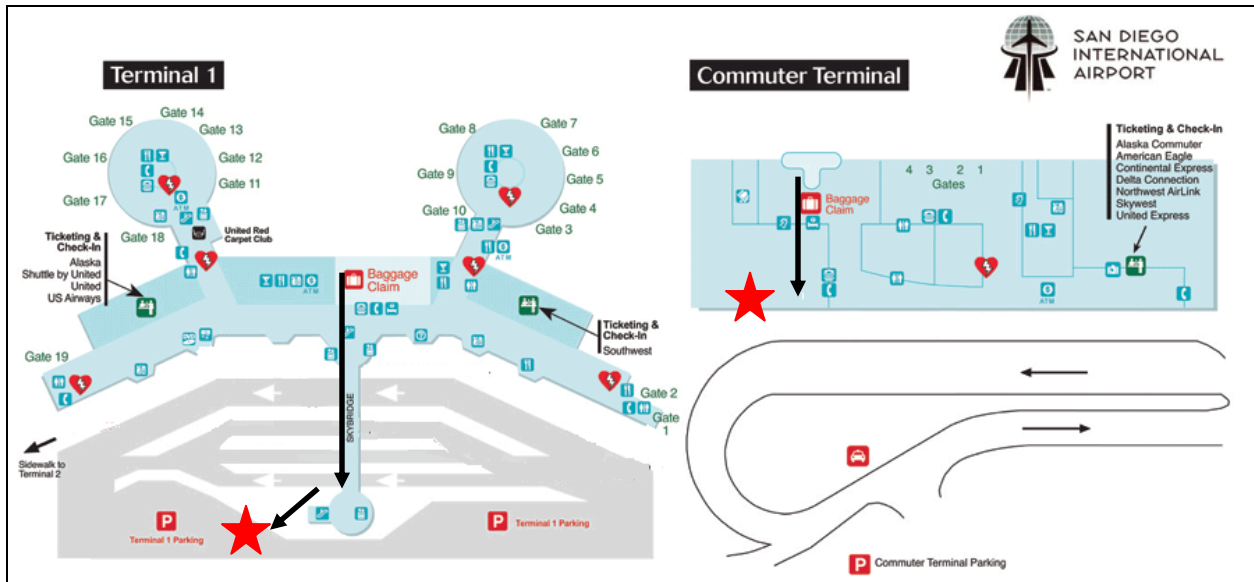 SAN DIEGO
INTERNATIONAL
AIRPORT
Terminal 1
Commuter Terminal
Gate 14
Gate 15
Gate 13
Gate 16
Gate 12
Gate 11
Gate 17
Gate 18
ATM
United Red
Carpet Club
Gate 8
Gate 7
Gate 6
Gate 9
Gate 5
Gate 10
Gate 4
Gate 3
ATM
Ticketing &
Check-In
Alaska
Shuttle by United
United
US Airways
ATM
Baggage
Claim
Ticketing &
Check-In
Southwest
Gate 19
Gate 2
Gate
1
SKYBRIDGE
Sidewalk to
Terminal 2
P
Terminal 1 Parking
P
Terminal 1 Parking
Baggage
Claim
4 3 2 1
Gates
Ticketing & Check-In
Alaska Commuter
American Eagle
Continental Express
Delta Connection
Northwest AirLink
Skywest
United Express
ATM
P
Commuter Terminal Parking